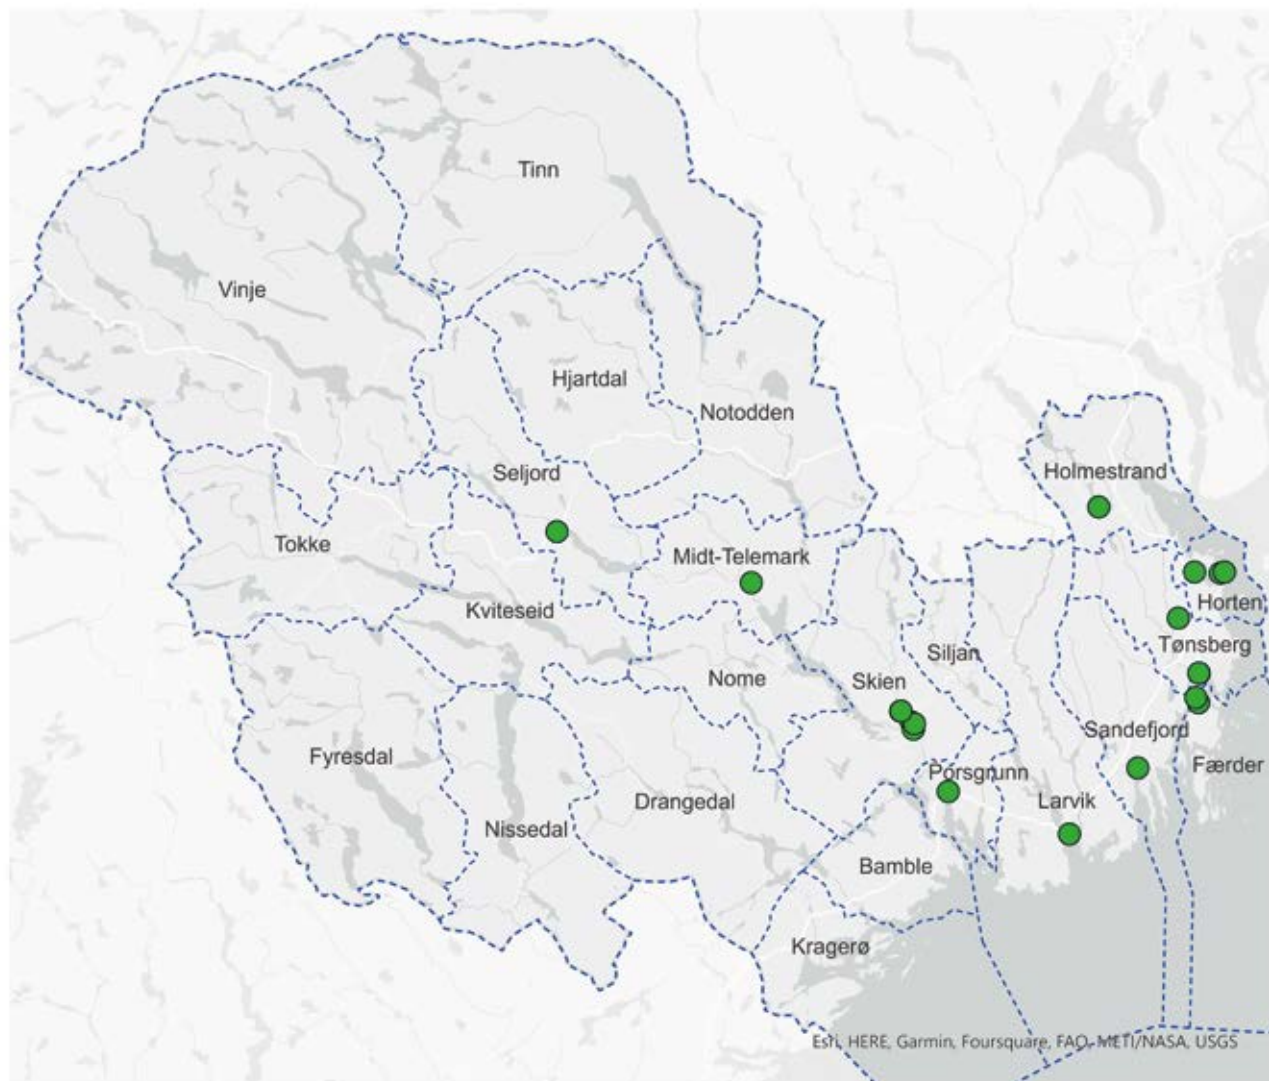 Tinn
Vinje
Hjartdal
Notodden
Holmestrand
Seljord
Tokke
Midt-Telemark
Kviteseid
Horten
Tønsberg
Siljan
Nome
Skien
Sandefjord
Fyresdal
Færder
Porsgrunn
Drangedal
Larvik
Nissedal
Bamble
Kragerø
Esri, HERE, Garmin, Foursquare, FAO, METI/NASA, USGS